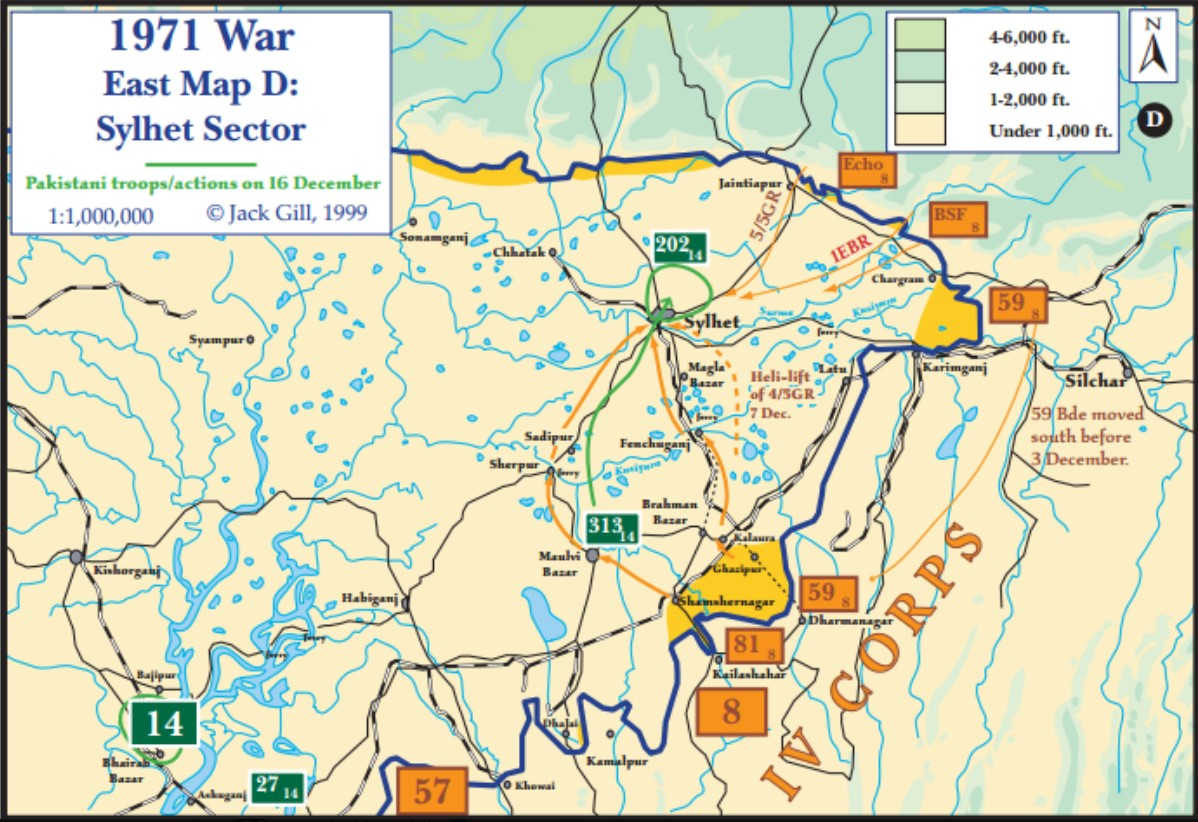 1971 War
East Map D:
Sylhet Sector
Pakistani troops/actions on 16 December
1:1,000,000 © Jack Gill, 1999
4-6,000 ft.
2-4,000 ft.
1-2,000 ft.
Under 1,000 ft.
N
D
Echo 8
Jaintiapur
5/5GR
BSF 8
IEBR
Sonamganj
Chhatak
202 14
Chargram
59 8
Sylhet
Surma
Kusiyara
ferry
Syampur
Karimganj
Silchar
Magla
Bazar
Latu
Heli-lift
of 4/5GR
7 Dec.
59 Bde moved
south before
3 December.
ferry
Fenchuganj
Sadipur
Sherpur
ferry
Kusiyara
Brahman
Bazar
313 14
Kalaura
Ghazipur
Maulvi
Bazar
Kishorganj
Habiganj
Shamshernagar
59 8
Dharmanagar
ferry
ferry
81 8
Kailashahar
IV CORPS
Bajipur
14
8
Dhalai
Kamalpur
Bhairab
Bazar
Ashuganj
27 14
57
Khowai